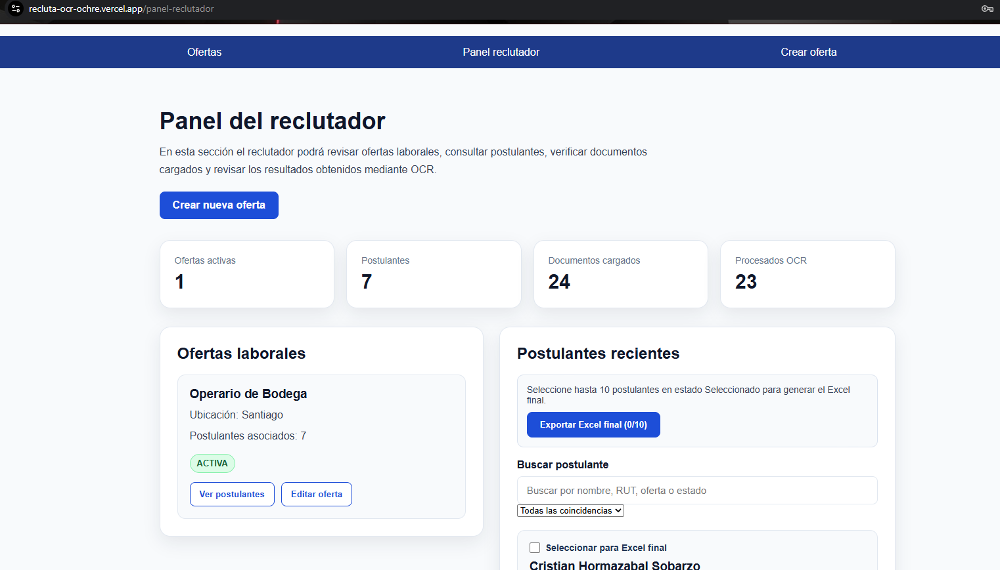 recluta-ocr-ochre.vercel.app/panel-reclutador
Ofertas
Panel reclutador
Crear oferta
Panel del reclutador
En esta sección el reclutador podrá revisar ofertas laborales, consultar postulantes, verificar documentos
cargados y revisar los resultados obtenidos mediante OCR.
Crear nueva oferta
Ofertas activas
1
Postulantes
7
Documentos cargados
24
Procesados OCR
23
Ofertas laborales
Operario de Bodega
Ubicación: Santiago
Postulantes asociados: 7
ACTIVA
Ver postulantes
Editar oferta
Postulantes recientes
Seleccione hasta 10 postulantes en estado Seleccionado para generar el Excel
final.
Exportar Excel final (0/10)
Buscar postulante
Buscar por nombre, RUT, oferta o estado
Todas las coincidencias
Seleccionar para Excel final
Cristian Hormazabal Sobarzo